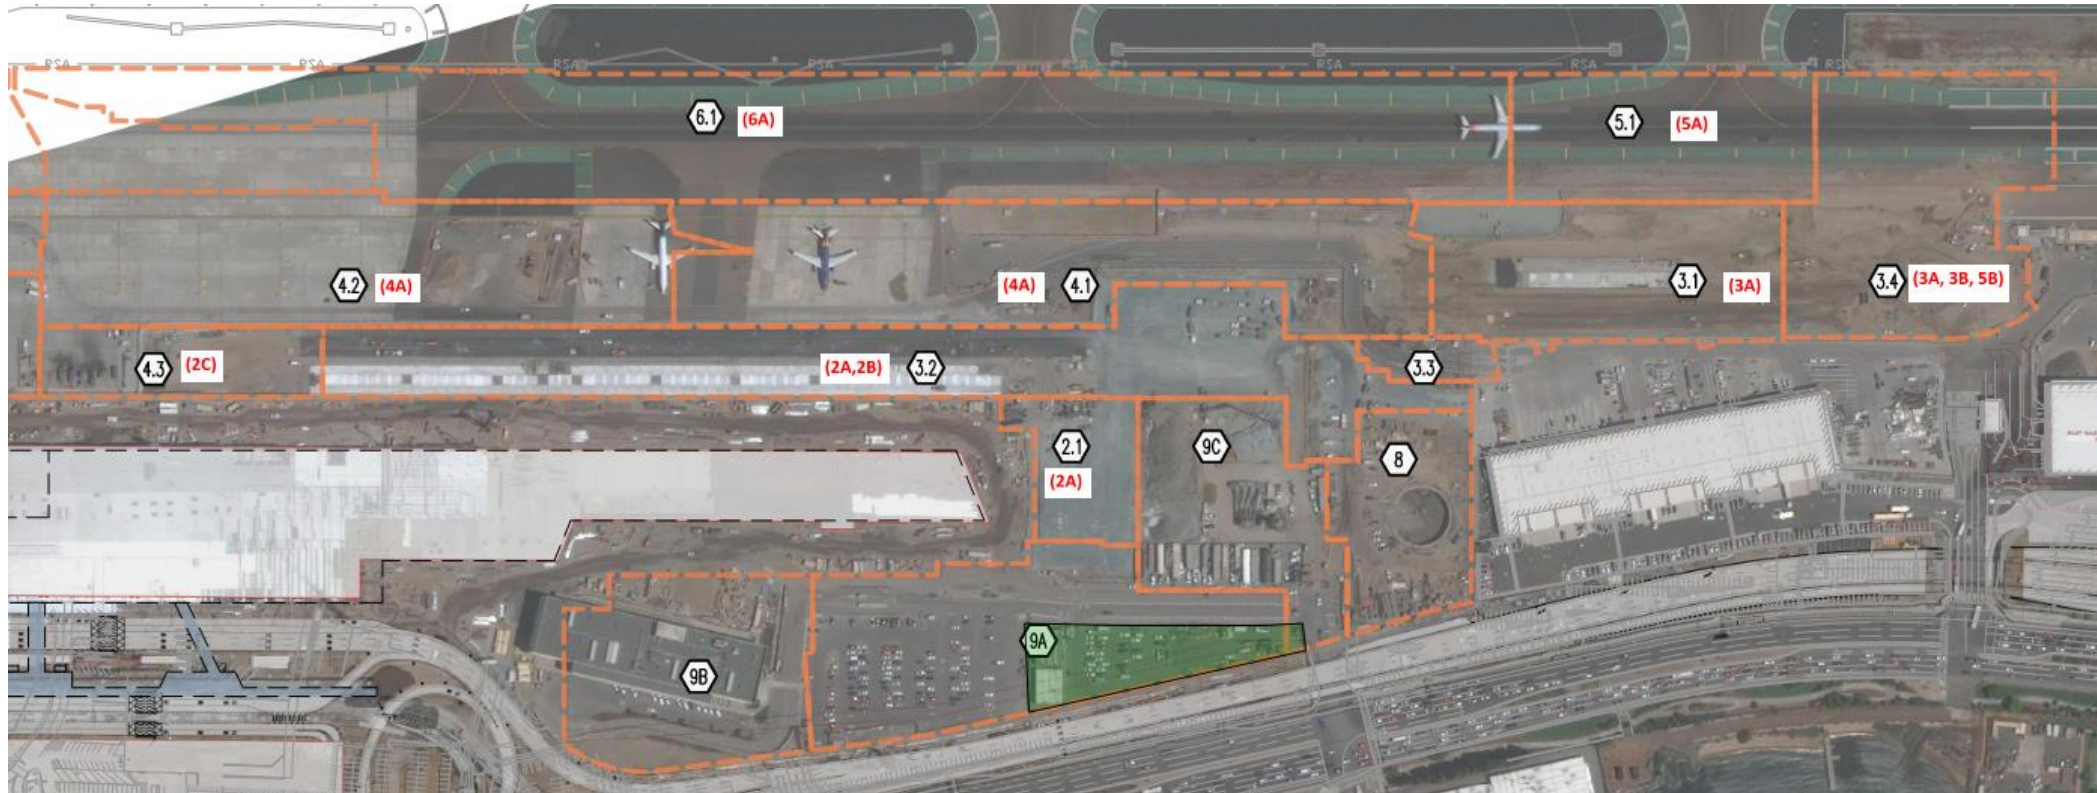 RSA RSA RSA RSA RSA RSA RSA
6.1 (6A) 5.1 (5A)
4.2 (4A) (4A) 4.1 3.1 (3A) 3.4 (3A, 3B, 5B)
4.3 (2C) (2A,2B) 3.2 3.3
2.1 9C 8
(2A)
9A
9B